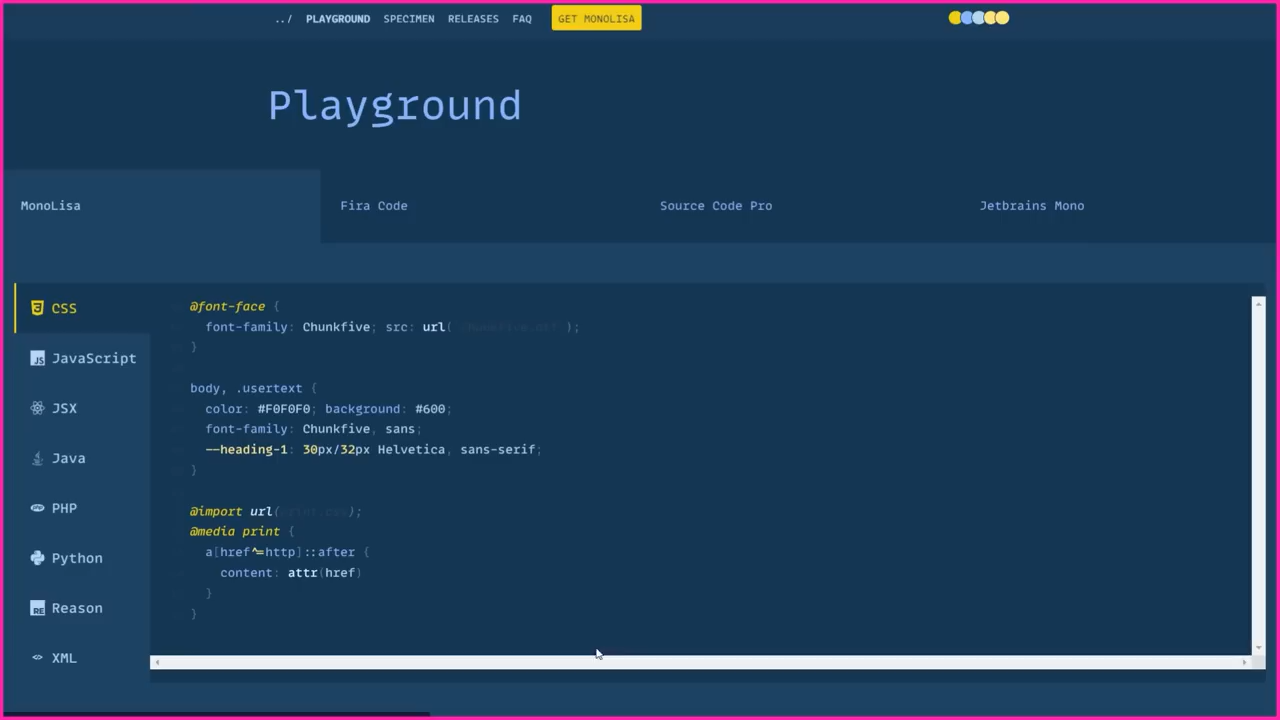 ../ PLAYGROUND SPECIMEN RELEASES FAQ GET MONOLISA
Playground
MonoLisa Fira Code Source Code Pro Jetbrains Mono
CSS
JavaScript
JSX
Java
PHP
Python
Reason
XML
@font-face {
font-family: Chunkfive; src: url( );
}
body, .usertext {
color: #F0F0F0; background: #600;
font-family: Chunkfive, sans;
--heading-1: 30px/32px Helvetica, sans-serif;
}
@import url(print.css);
@media print {
a[href^=http]::after {
content: attr(href)
}
}